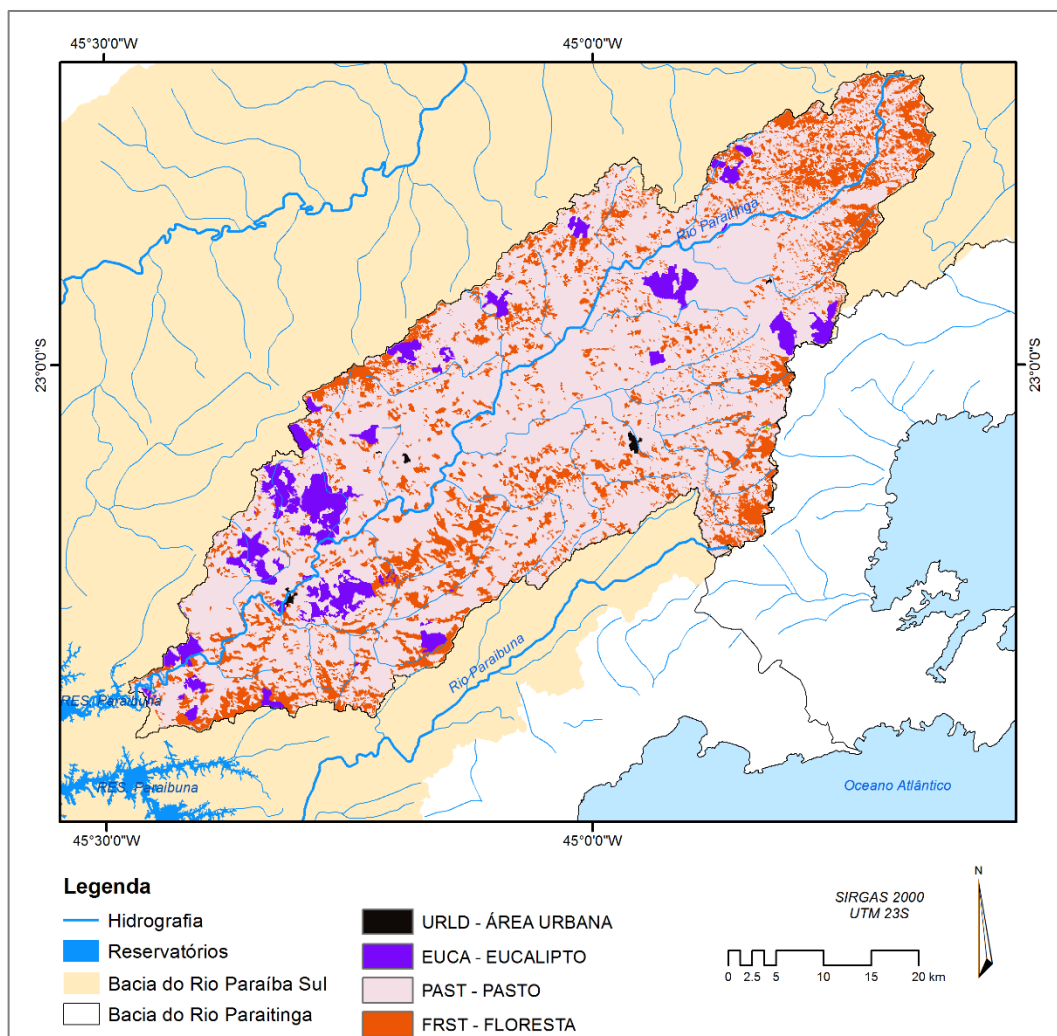 45°30'0"W
45°0'0"W
23°0'0"S
23°0'0"S
Rio Paraitinga
Rio Paraibuna
RES. Paraibuna
RES. Paraibuna
Oceano Atlântico
45°30'0"W
45°0'0"W
Legenda
Hidrografia
Reservatórios
Bacia do Rio Paraíba Sul
Bacia do Rio Paraitinga
URLD - ÁREA URBANA
EUCA - EUCALIPTO
PAST - PASTO
FRST - FLORESTA
SIRGAS 2000
UTM 23S
N
0 2.5 5 10 15 20 km